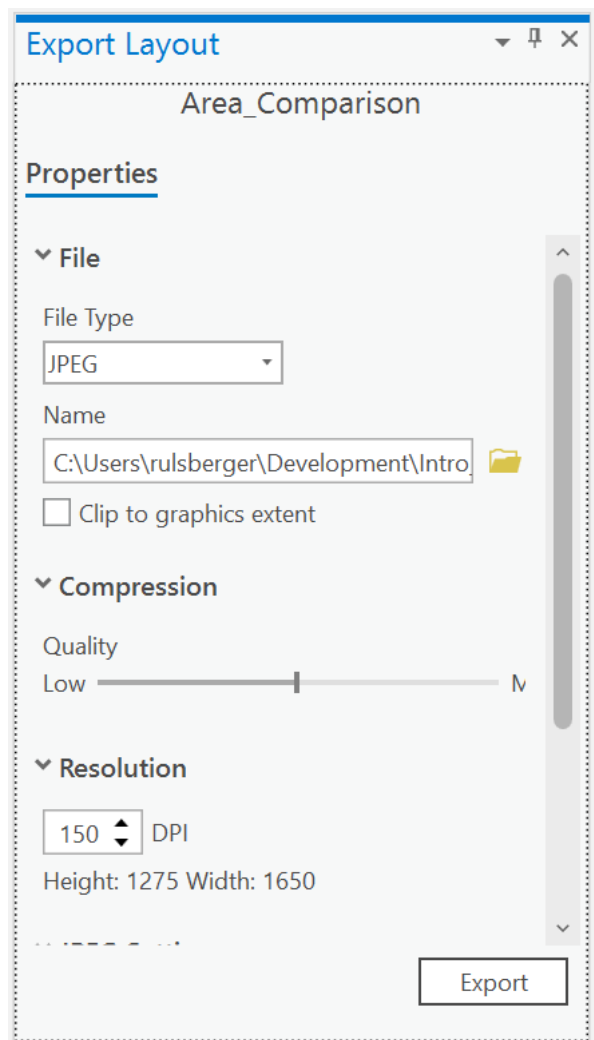 Export Layout
Area_Comparison
Properties
File
File Type
JPEG
Name
C:\Users\rulsberger\Development\Intro_
Clip to graphics extent
Compression
Quality
Low M
Resolution
150 DPI
Height: 1275 Width: 1650
Export